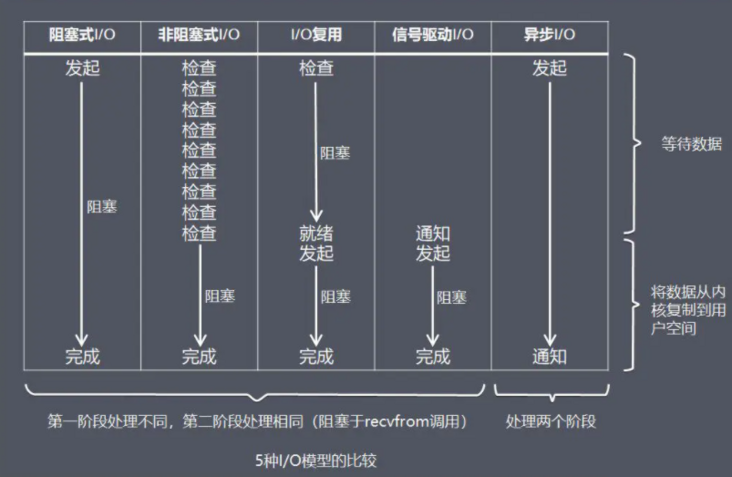 阻塞式I/O 非阻塞式I/O I/O复用 信号驱动I/O 异步I/O
发起 检查 检查 发起
检查
检查
检查
检查 阻塞 等待数据
检查
检查
阻塞 检查
检查 就绪 通知
发起 发起
阻塞 阻塞 阻塞 将数据从内
核复制到用
户空间
完成 完成 完成 完成 通知
第一阶段处理不同，第二阶段处理相同（阻塞于recvfrom调用） 处理两个阶段
5种I/O模型的比较